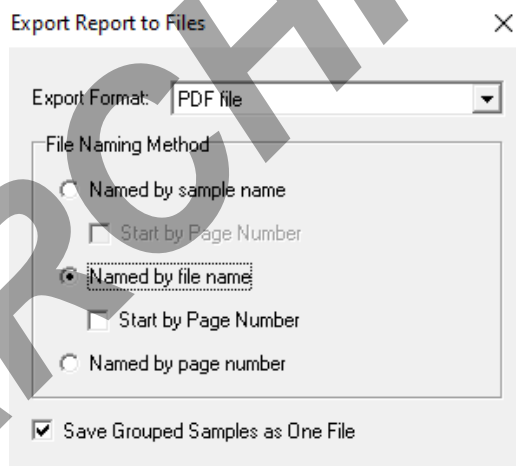 Export Report to Files
Export Format: PDF file
File Naming Method
Named by sample name
Start by Page Number
Named by file name
Start by Page Number
Named by page number
Save Grouped Samples as One File